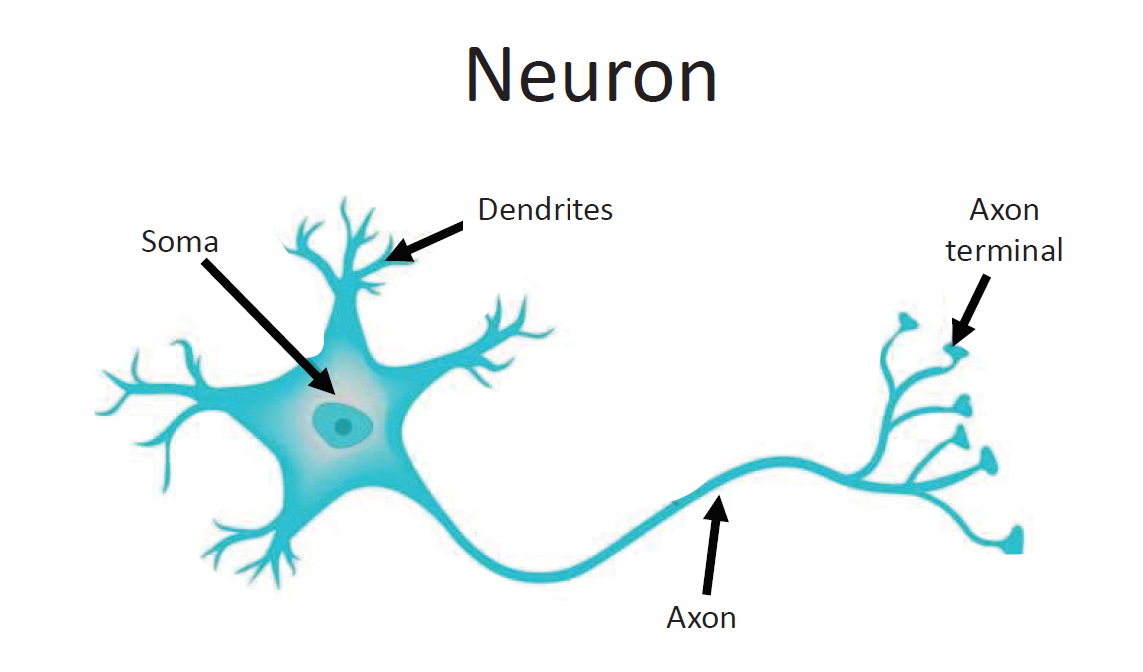 Neuron
Dendrites
Axon
terminal
Soma
Axon